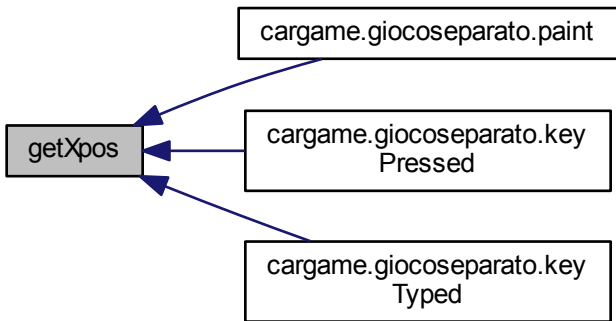 cargame.giocoseparato.paint
getXpos
cargame.giocoseparato.key
Pressed
cargame.giocoseparato.key
Typed